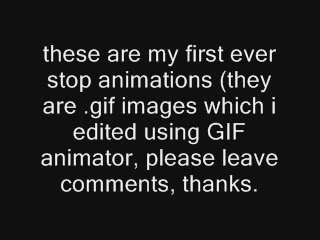 these are my first ever
stop animations (they
are .gif images which i
edited using GIF
animator, please leave
comments, thanks.